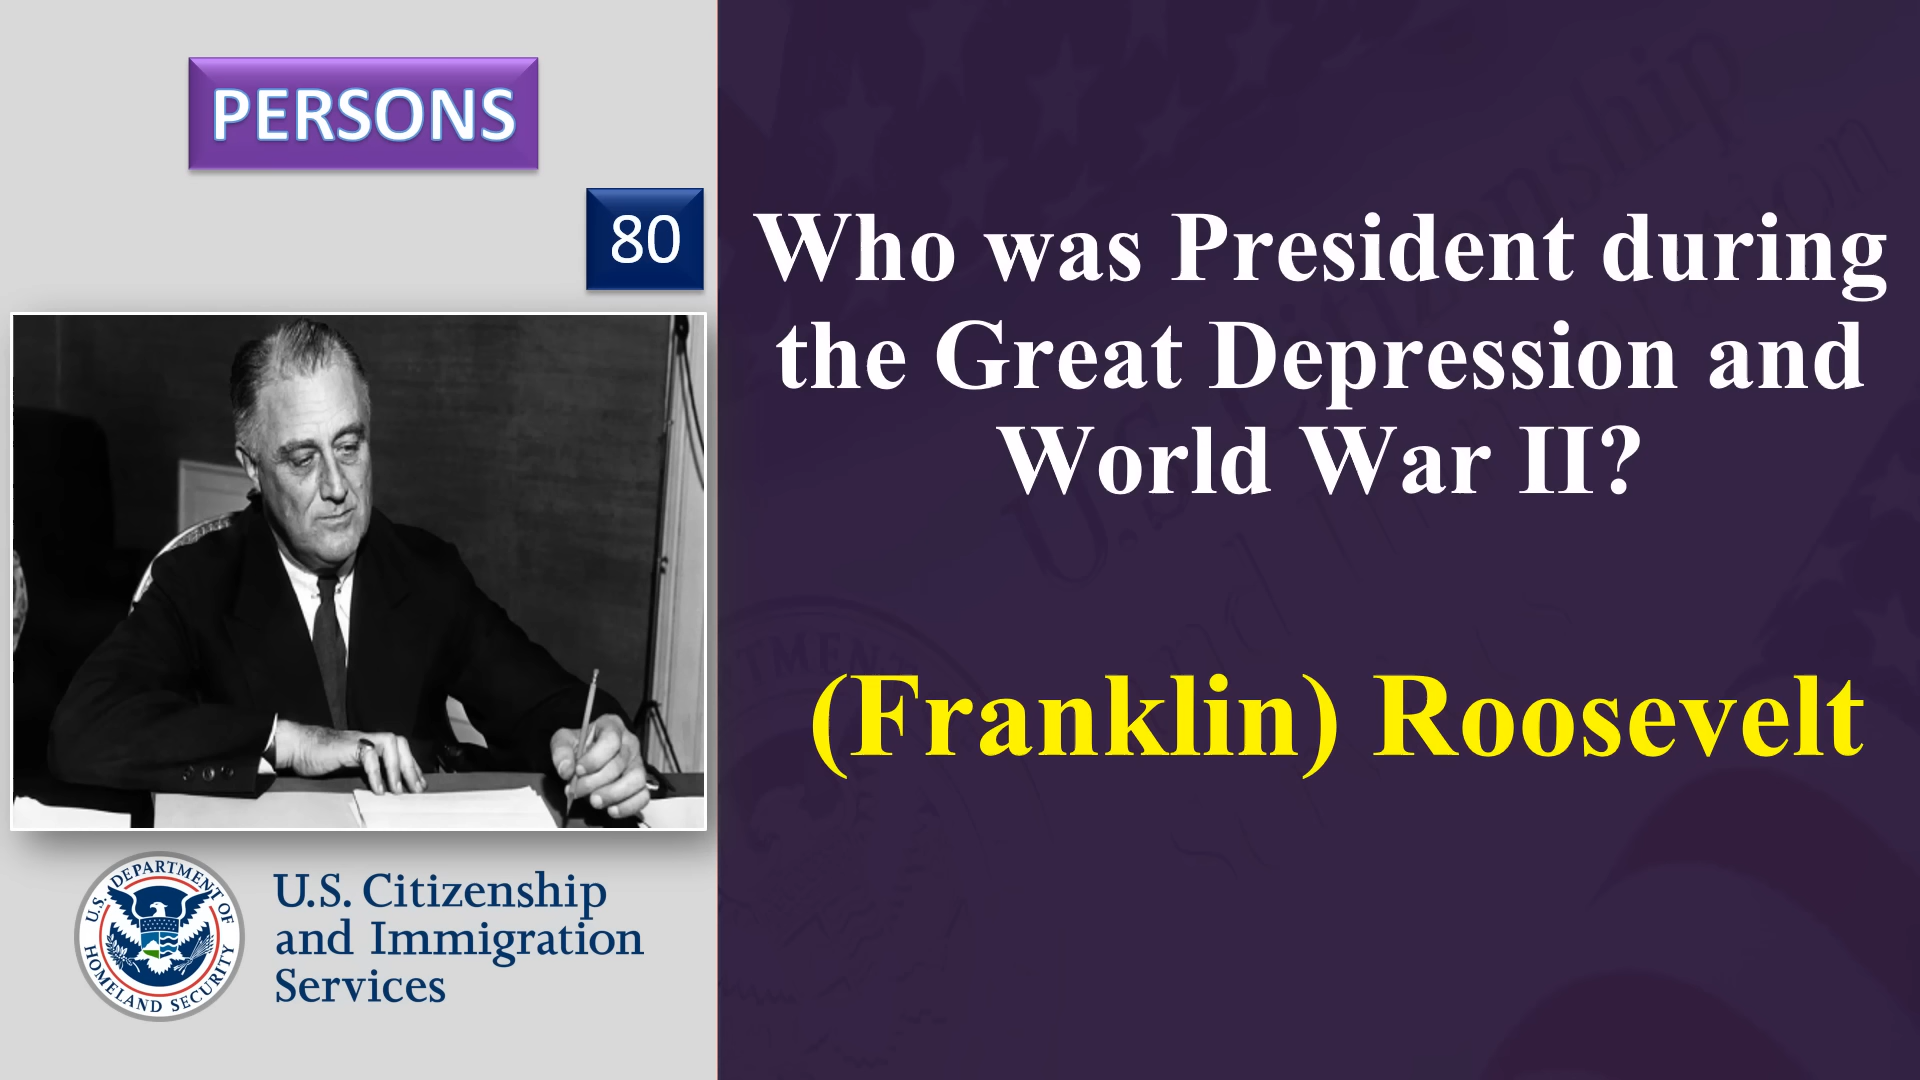 PERSONS
80
Who was President during
the Great Depression and
World War II?
(Franklin) Roosevelt
U.S. DEPARTMENT OF
HOMELAND SECURITY
U.S. Citizenship
and Immigration
Services
U.S. Citizenship